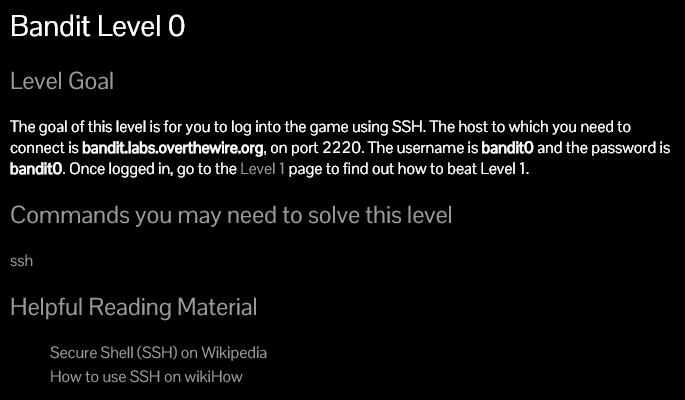 Bandit Level 0
Level Goal
The goal of this level is for you to log into the game using SSH. The host to which you need to
connect is bandit.labs.overthewire.org, on port 2220. The username is bandit0 and the password is
bandit0. Once logged in, go to the Level 1 page to find out how to beat Level 1.
Commands you may need to solve this level
ssh
Helpful Reading Material
Secure Shell (SSH) on Wikipedia
How to use SSH on wikiHow